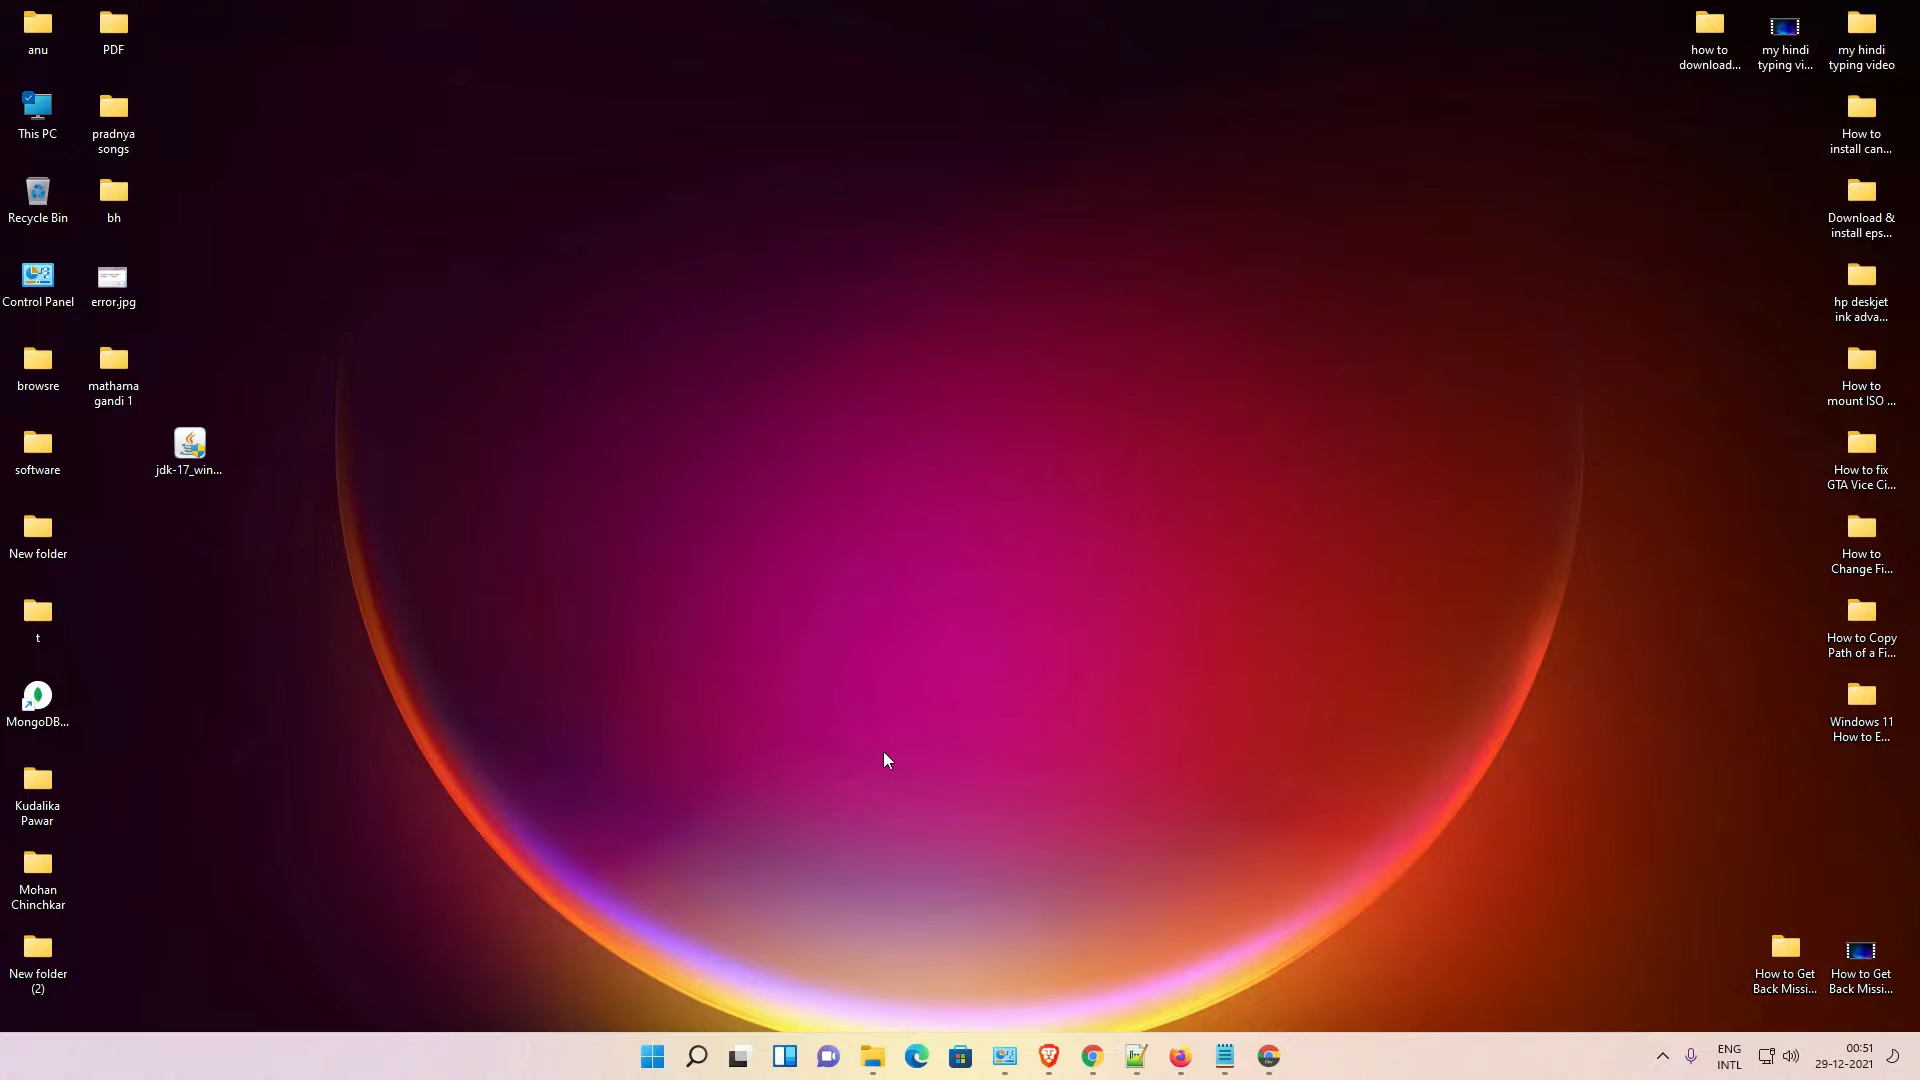 anu
PDF
This PC
pradnya
songs
Recycle Bin
bh
Control Panel
error.jpg
browsre
mathama
gandi 1
software
jdk-17_win...
New folder
t
MongoDB...
Kudalika
Pawar
Mohan
Chinchkar
New folder
(2)
how to
download...
my hindi
typing vi...
my hindi
typing video
How to
install can...
Download &
install eps...
hp deskjet
ink adva...
How to
mount ISO ...
How to fix
GTA Vice Ci...
How to
Change Fi...
How to Copy
Path of a Fi...
Windows 11
How to E...
How to Get
Back Missi...
How to Get
Back Missi...
ENG
INTL
00:51
29-12-2021